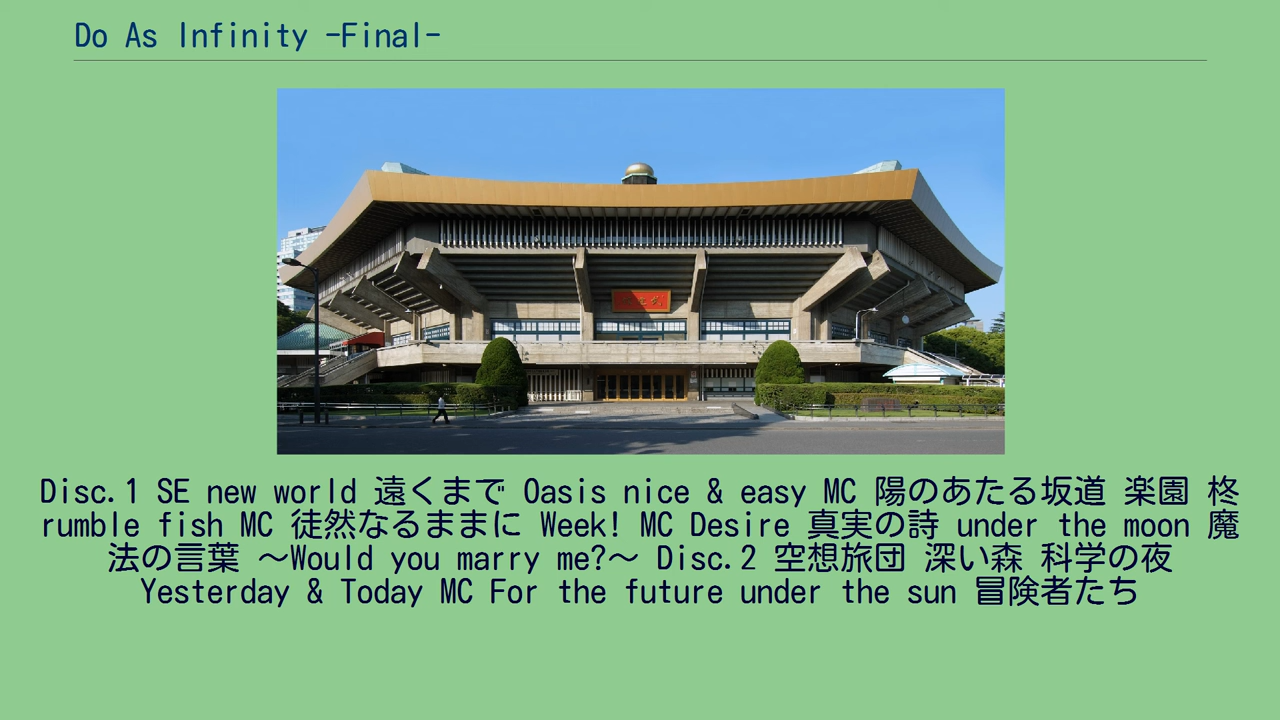 Do As Infinity -Final-
Disc.1 SE new world 遠くまで Oasis nice & easy MC 陽のあたる坂道 楽園 柊
rumble fish MC 徒然なるままに Week! MC Desire 真実の詩 under the moon 魔
法の言葉 〜Would you marry me?〜 Disc.2 空想旅団 深い森 科学の夜
Yesterday & Today MC For the future under the sun 冒険者たち